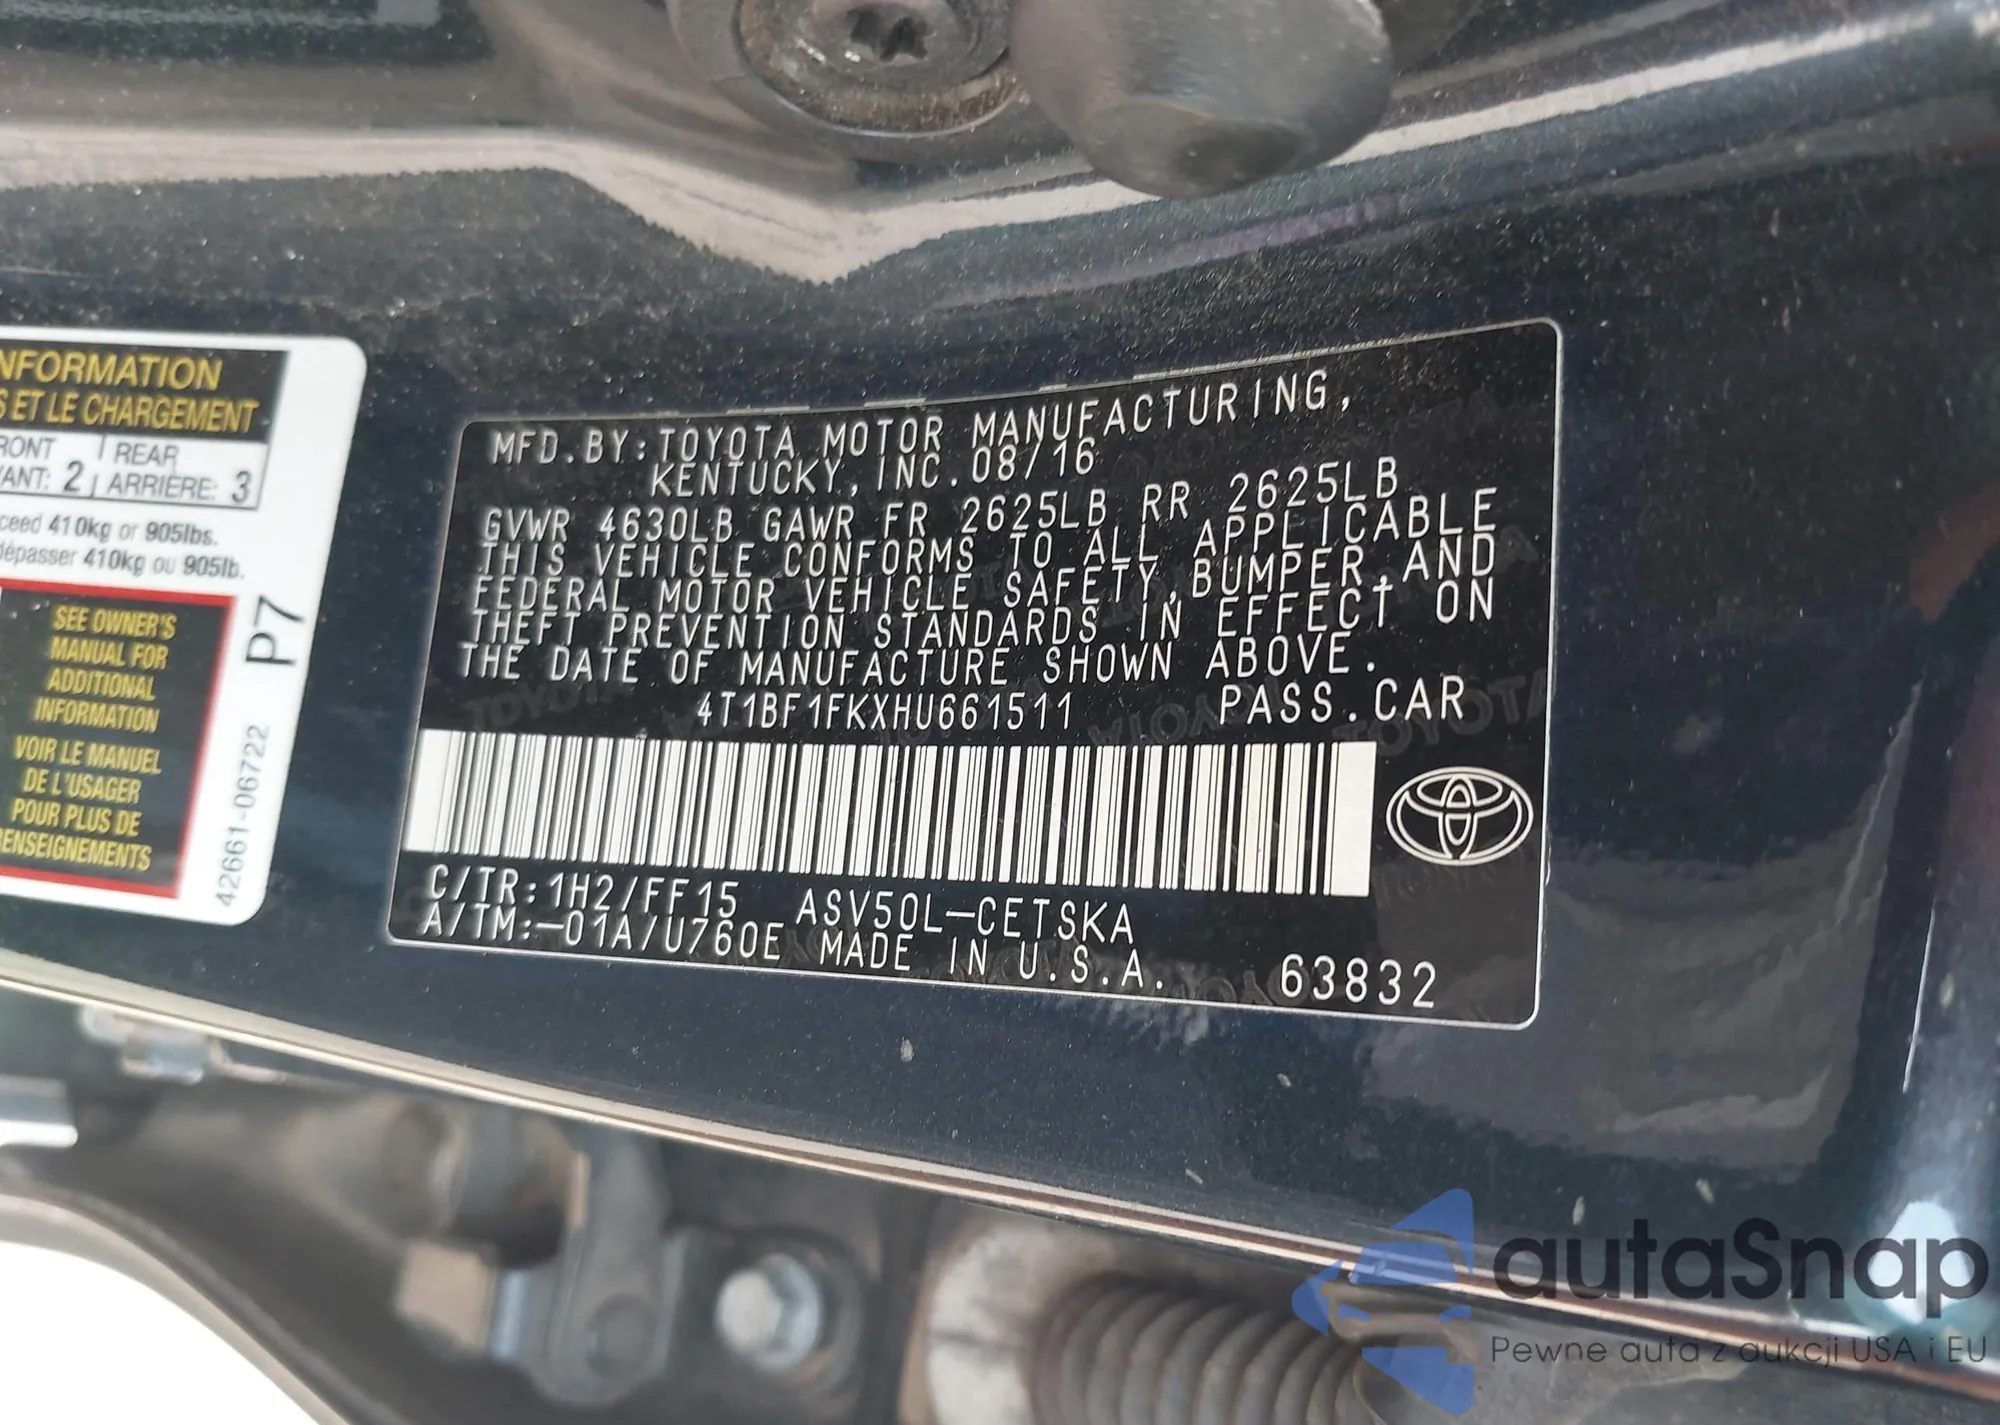 NFORMATION
S ET LE CHARGEMENT
RONT | REAR
VANT: 2 | ARRIÈRE: 3
ceed 410kg or 905lbs.
dépasser 410kg ou 905lb.
SEE OWNER'S
MANUAL FOR
ADDITIONAL
INFORMATION
VOIR LE MANUEL
DE L'USAGER
POUR PLUS DE
RENSEIGNEMENTS
P7
42661-06722
MFD.BY:TOYOTA MOTOR MANUFACTURING,
KENTUCKY,INC.08/16
GVWR 4630LB GAWR FR 2625LB RR 2625LB
THIS VEHICLE CONFORMS TO ALL APPLICABLE
FEDERAL MOTOR VEHICLE SAFETY,BUMPER,AND
THEFT PREVENTION STANDARDS IN EFFECT ON
THE DATE OF MANUFACTURE SHOWN ABOVE.
4T1BF1FKXHU661511 PASS.CAR
C/TR:1H2/FF15 ASV50L-CETSKA
A/TM:-01A/U760E MADE IN U.S.A. 63832
autaSnap
Pewne auta z aukcji USA i EU